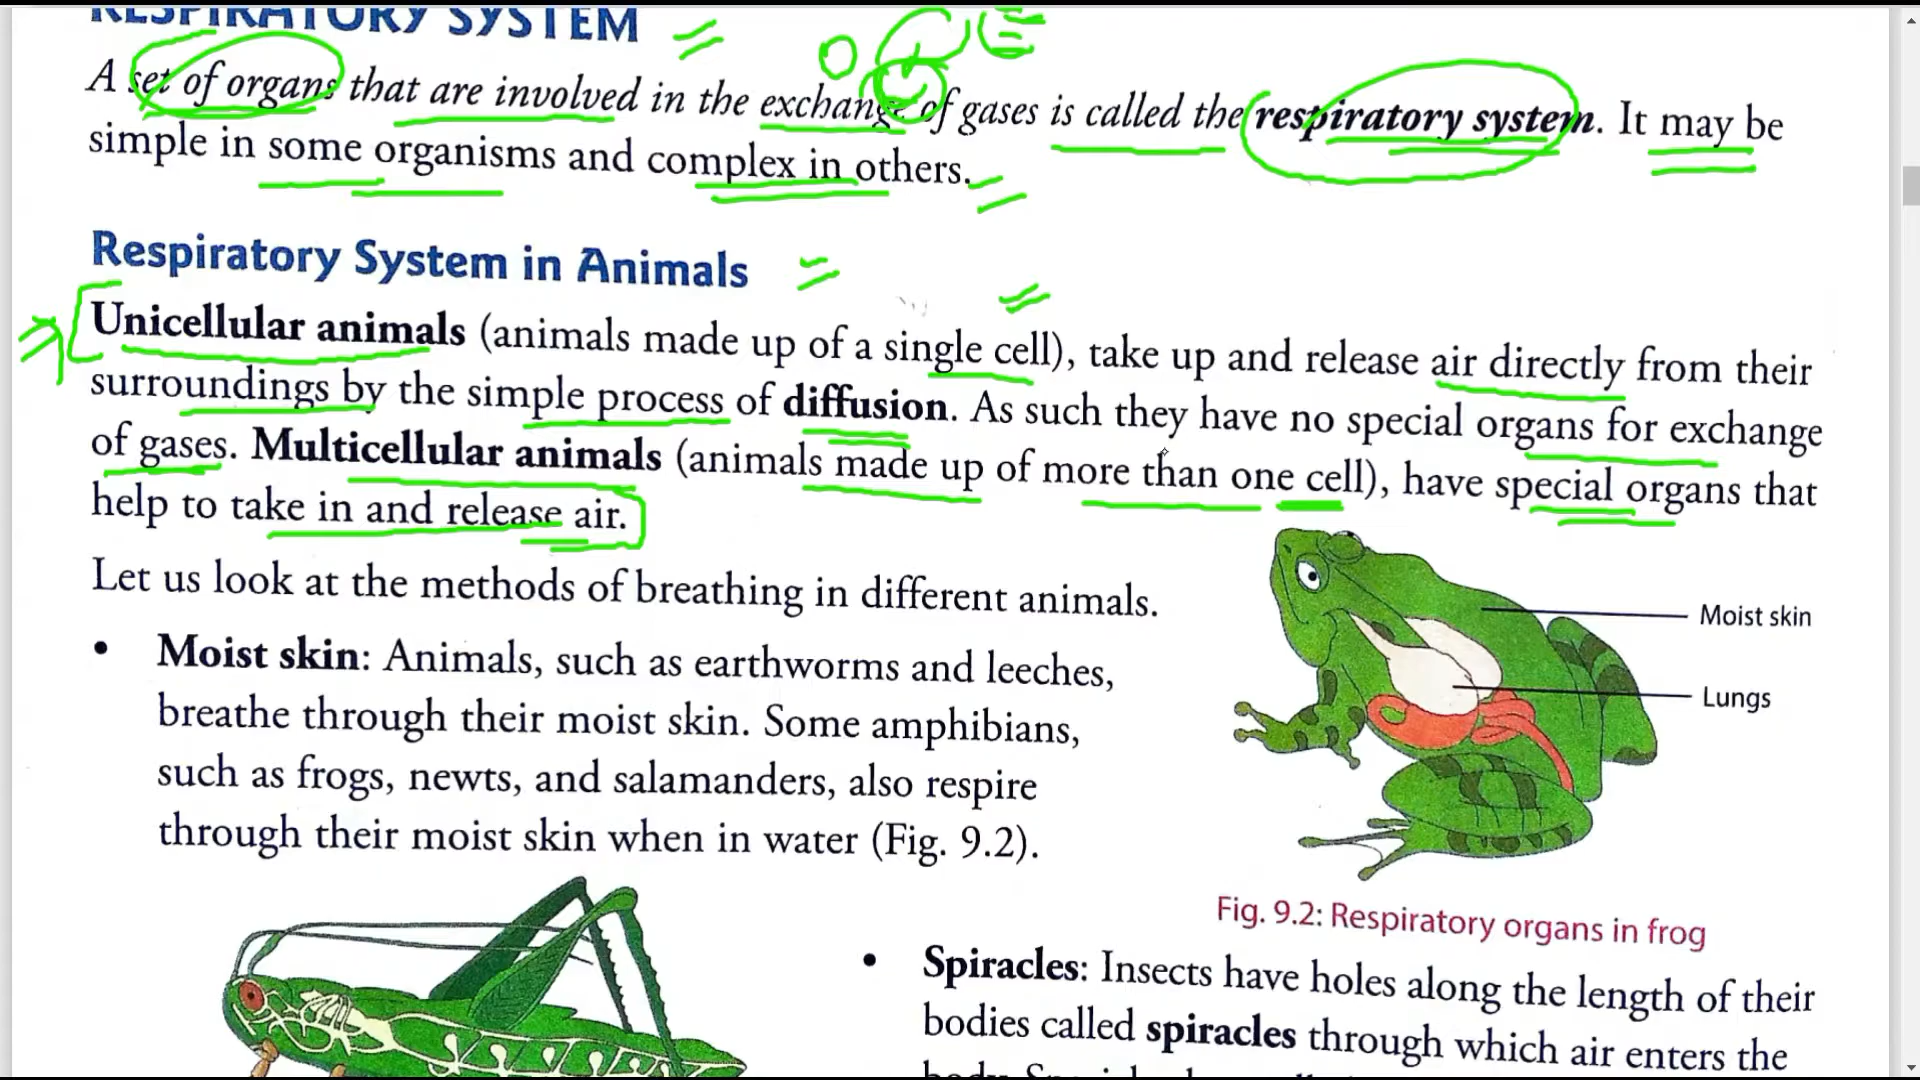 RESPIRATORY SYSTEM
A set of organs that are involved in the exchange of gases is called the respiratory system. It may be
simple in some organisms and complex in others.
Respiratory System in Animals
Unicellular animals (animals made up of a single cell), take up and release air directly from their
surroundings by the simple process of diffusion. As such they have no special organs for exchange
of gases. Multicellular animals (animals made up of more than one cell), have special organs that
help to take in and release air.
Let us look at the methods of breathing in different animals.
• Moist skin: Animals, such as earthworms and leeches,
breathe through their moist skin. Some amphibians,
such as frogs, newts, and salamanders, also respire
through their moist skin when in water (Fig. 9.2).
Moist skin
Lungs
Fig. 9.2: Respiratory organs in frog
• Spiracles: Insects have holes along the length of their
bodies called spiracles through which air enters the